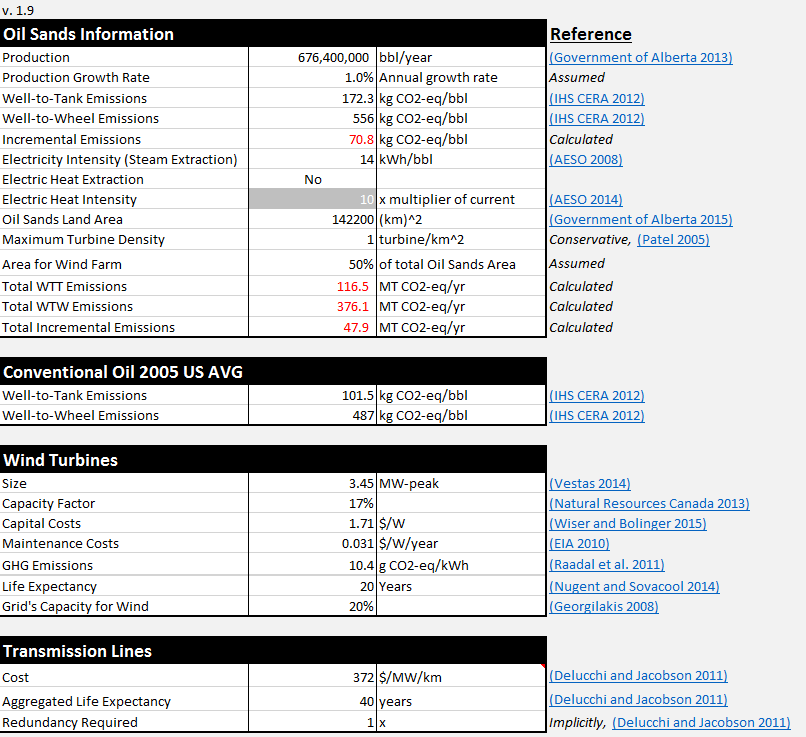 v. 1.9
Oil Sands Information Reference
Production 676,400,000 bbl/year (Government of Alberta 2013)
Production Growth Rate 1.0% Annual growth rate Assumed
Well-to-Tank Emissions 172.3 kg CO2-eq/bbl (IHS CERA 2012)
Well-to-Wheel Emissions 556 kg CO2-eq/bbl (IHS CERA 2012)
Incremental Emissions 70.8 kg CO2-eq/bbl Calculated
Electricity Intensity (Steam Extraction) 14 kWh/bbl (AESO 2008)
Electric Heat Extraction No
Electric Heat Intensity 10 x multiplier of current (AESO 2014)
Oil Sands Land Area 142200 (km)^2 (Government of Alberta 2015)
Maximum Turbine Density 1 turbine/km^2 Conservative, (Patel 2005)
Area for Wind Farm 50% of total Oil Sands Area Assumed
Total WTT Emissions 116.5 MT CO2-eq/yr Calculated
Total WTW Emissions 376.1 MT CO2-eq/yr Calculated
Total Incremental Emissions 47.9 MT CO2-eq/yr Calculated
Conventional Oil 2005 US AVG
Well-to-Tank Emissions 101.5 kg CO2-eq/bbl (IHS CERA 2012)
Well-to-Wheel Emissions 487 kg CO2-eq/bbl (IHS CERA 2012)
Wind Turbines
Size 3.45 MW-peak (Vestas 2014)
Capacity Factor 17% (Natural Resources Canada 2013)
Capital Costs 1.71 $/W (Wiser and Bolinger 2015)
Maintenance Costs 0.031 $/W/year (EIA 2010)
GHG Emissions 10.4 g CO2-eq/kWh (Raadal et al. 2011)
Life Expectancy 20 Years (Nugent and Sovacool 2014)
Grid's Capacity for Wind 20% (Georgilakis 2008)
Transmission Lines
Cost 372 $/MW/km (Delucchi and Jacobson 2011)
Aggregated Life Expectancy 40 years (Delucchi and Jacobson 2011)
Redundancy Required 1 x Implicitly, (Delucchi and Jacobson 2011)